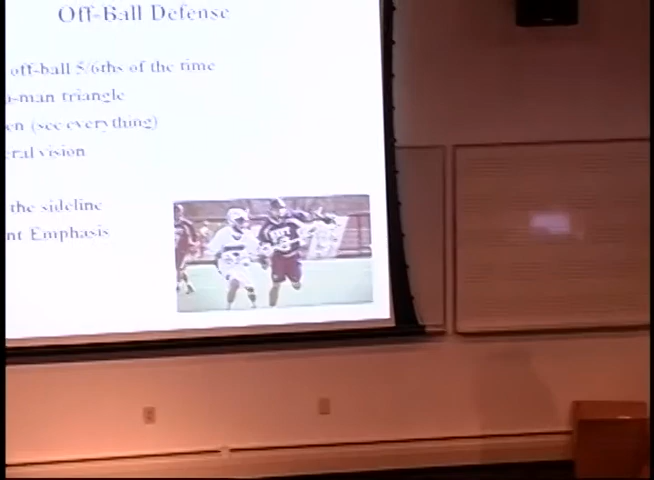 Off-Ball Defense
off-ball 5/6ths of the time
-man triangle
en (see everything)
eral vision
the sideline
nt Emphasis